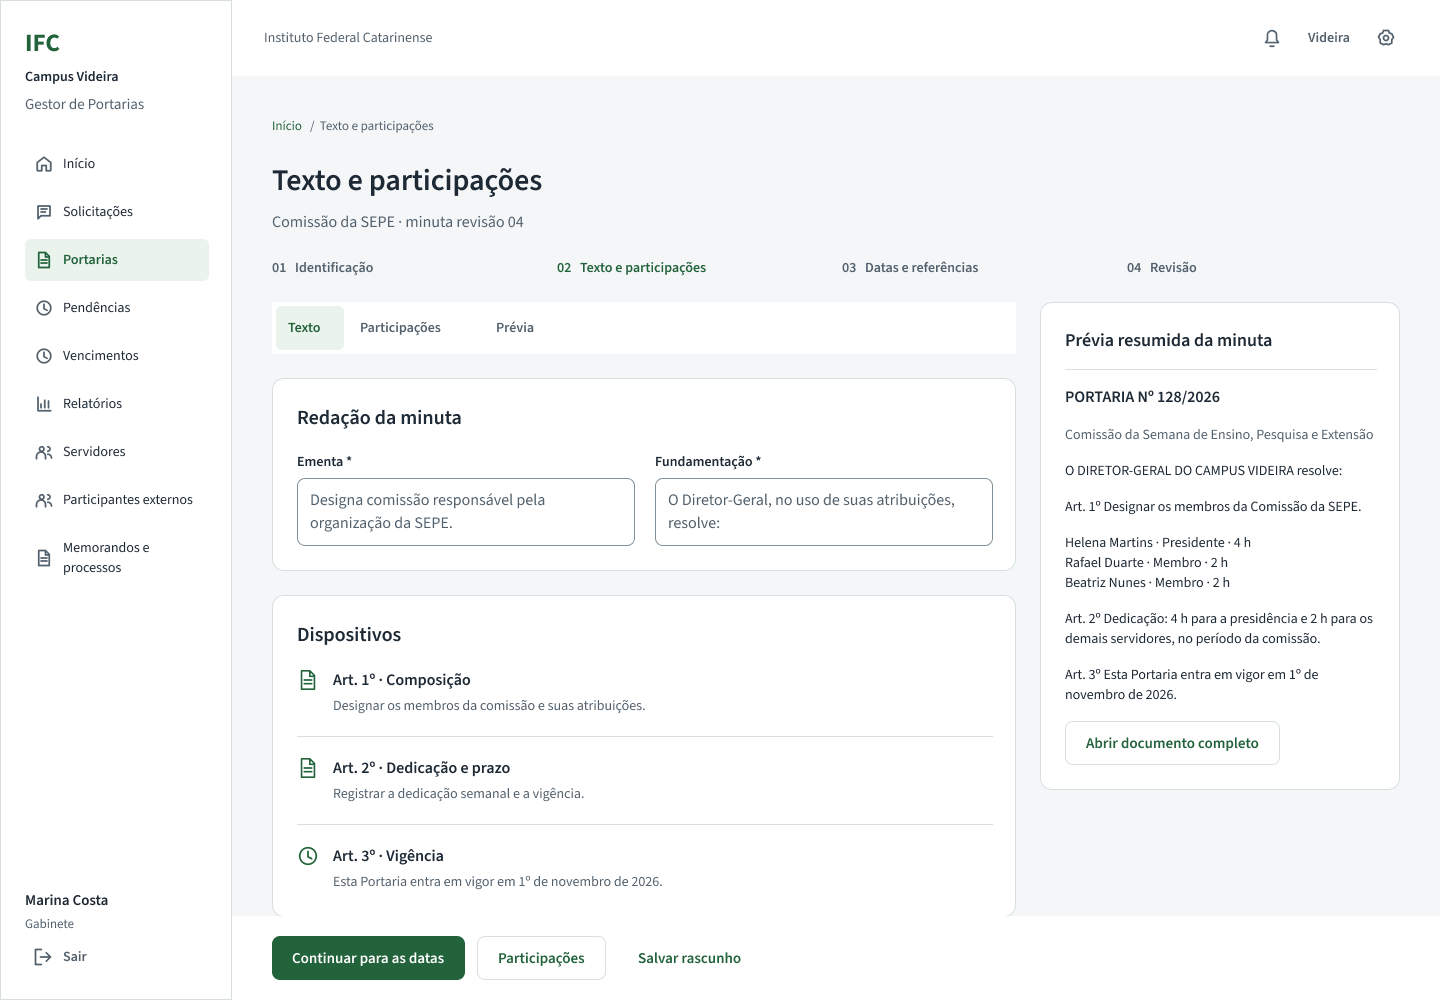 IFC
Campus Videira
Gestor de Portarias
Início
Solicitações
Portarias
Pendências
Vencimentos
Relatórios
Servidores
Participantes externos
Memorandos e
processos
Marina Costa
Gabinete
Sair
Instituto Federal Catarinense
Videira
Início / Texto e participações
Texto e participações
Comissão da SEPE · minuta revisão 04
01 Identificação
02 Texto e participações
03 Datas e referências
04 Revisão
Texto
Participações
Prévia
Redação da minuta
Ementa *
Designa comissão responsável pela
organização da SEPE.
Fundamentação *
O Diretor-Geral, no uso de suas atribuições,
resolve:
Dispositivos
Art. 1º · Composição
Designar os membros da comissão e suas atribuições.
Art. 2º · Dedicação e prazo
Registrar a dedicação semanal e a vigência.
Art. 3º · Vigência
Esta Portaria entra em vigor em 1º de novembro de 2026.
Prévia resumida da minuta
PORTARIA Nº 128/2026
Comissão da Semana de Ensino, Pesquisa e Extensão
O DIRETOR-GERAL DO CAMPUS VIDEIRA resolve:
Art. 1º Designar os membros da Comissão da SEPE.
Helena Martins · Presidente · 4 h
Rafael Duarte · Membro · 2 h
Beatriz Nunes · Membro · 2 h
Art. 2º Dedicação: 4 h para a presidência e 2 h para os
demais servidores, no período da comissão.
Art. 3º Esta Portaria entra em vigor em 1º de
novembro de 2026.
Abrir documento completo
Continuar para as datas
Participações
Salvar rascunho